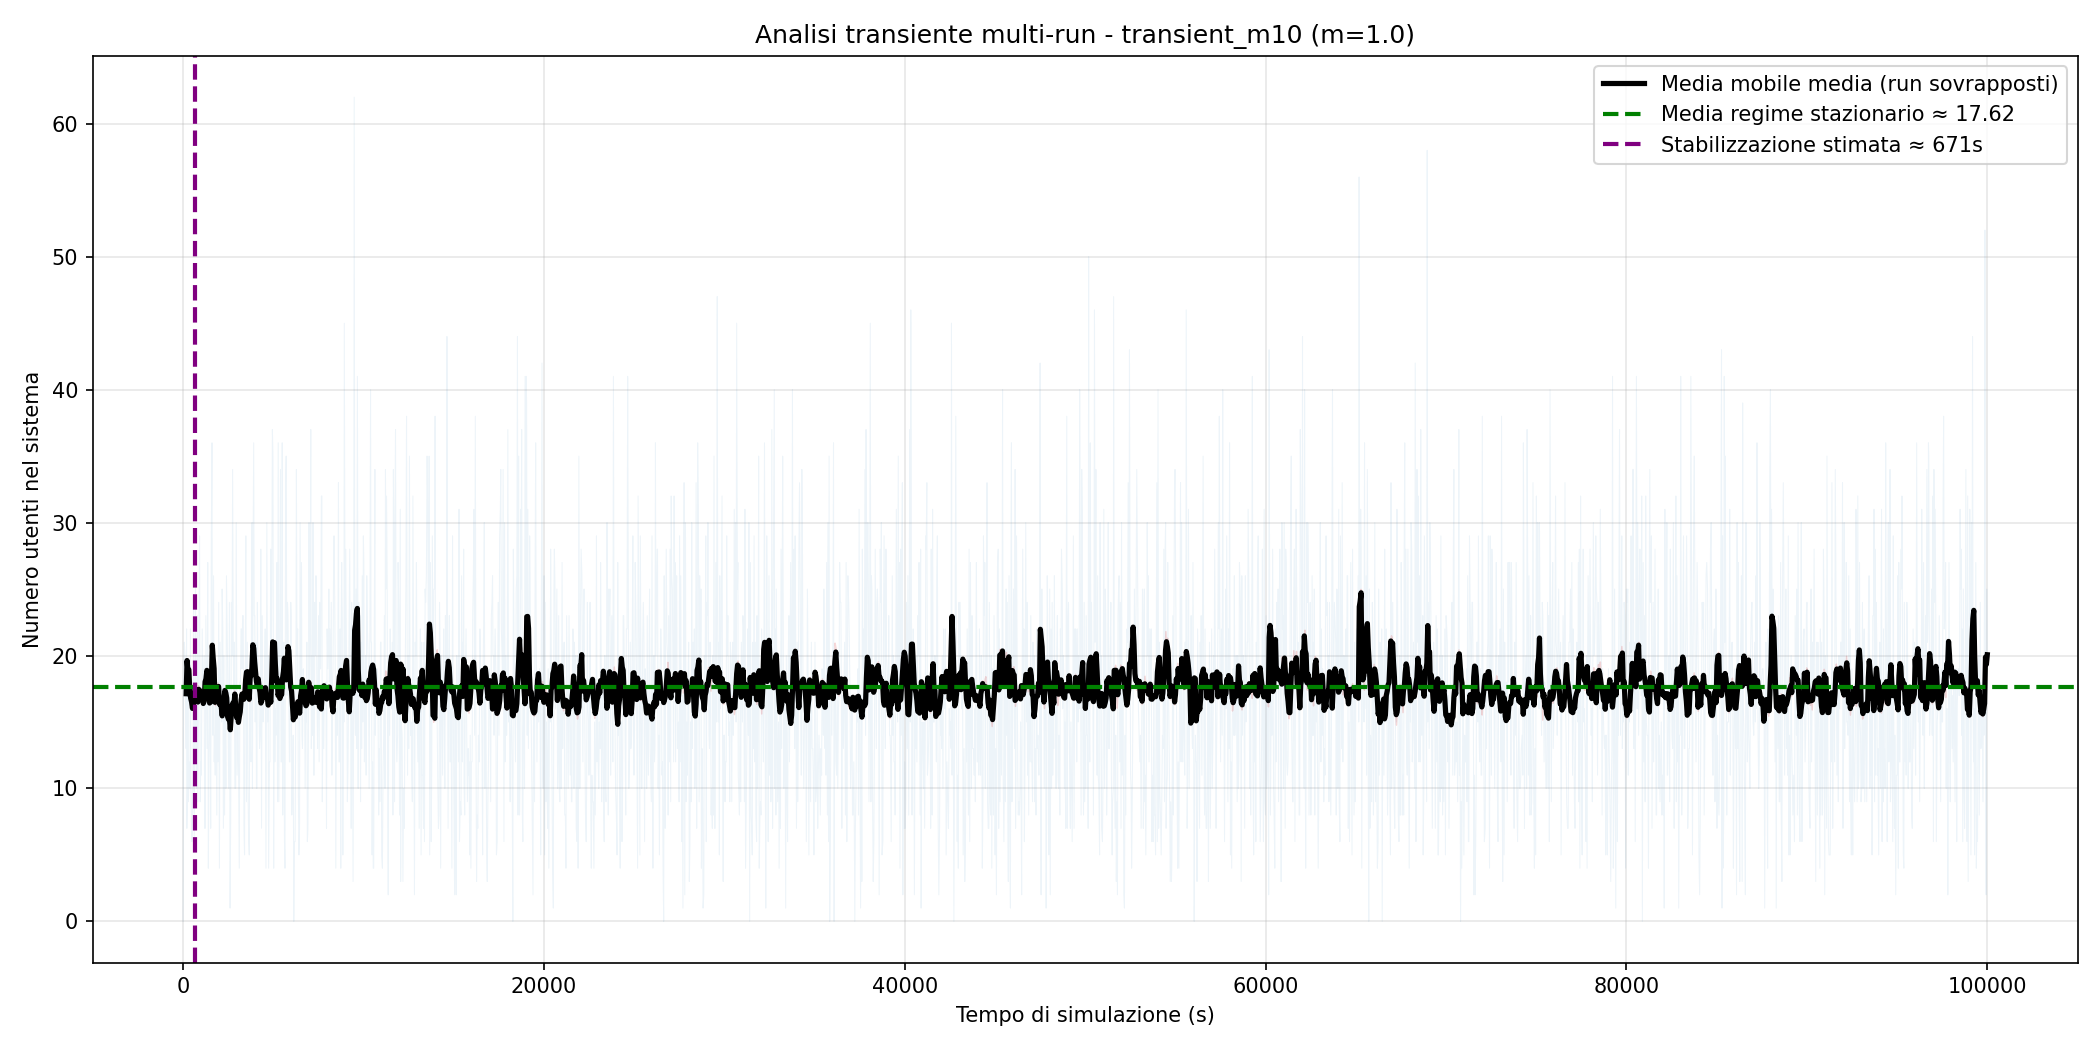 Analisi transiente multi-run - transient_m10 (m=1.0)
Media mobile media (run sovrapposti)
Media regime stazionario ≈ 17.62
Stabilizzazione stimata ≈ 671s
Numero utenti nel sistema
60
50
40
30
20
10
0
0 20000 40000 60000 80000 100000
Tempo di simulazione (s)